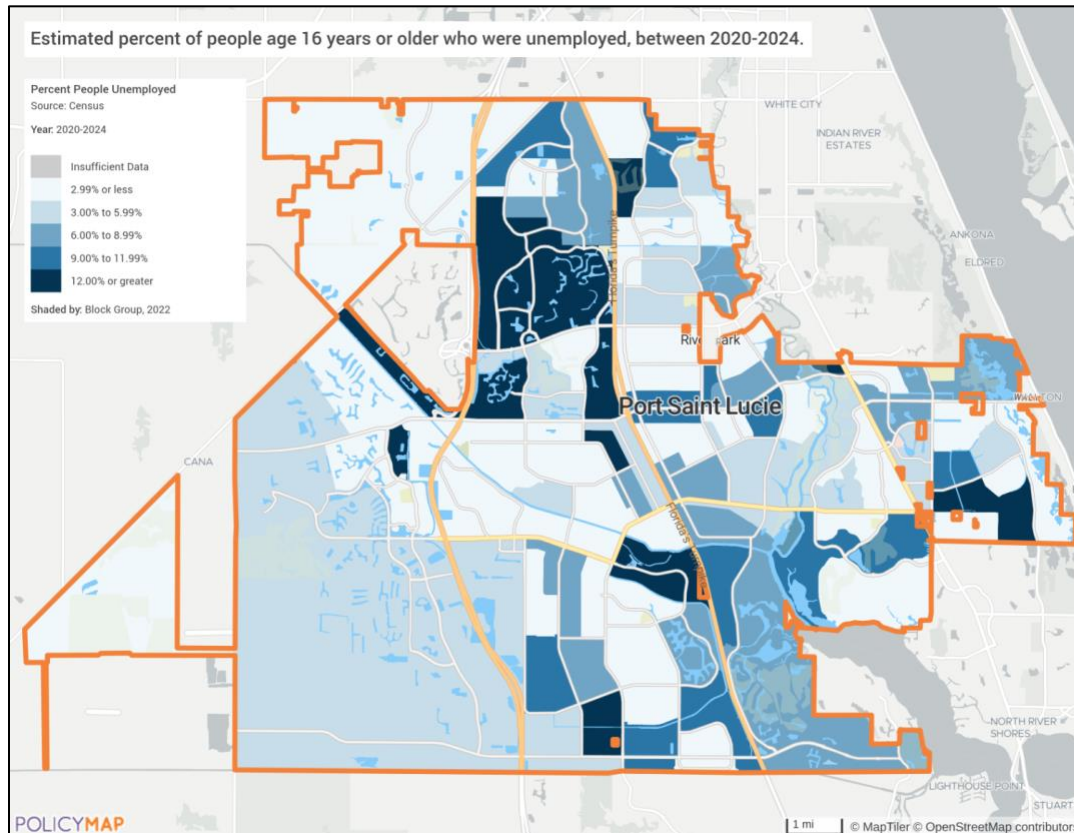 Estimated percent of people age 16 years or older who were unemployed, between 2020-2024.
Percent People Unemployed
Source: Census
Year: 2020-2024
Insufficient Data
2.99% or less
3.00% to 5.99%
6.00% to 8.99%
9.00% to 11.99%
12.00% or greater
Shaded by: Block Group, 2022
WHITE CITY
INDIAN RIVER
ESTATES
ANKONA
ELDRED
Florida's Turnpike
Port Saint Lucie
CANA
Florida's Turnpike
NORTH RIVER
SHORES
LIGHTHOUSE POINT
STUART
POLICYMAP
1 mi
© MapTiler © OpenStreetMap contributors